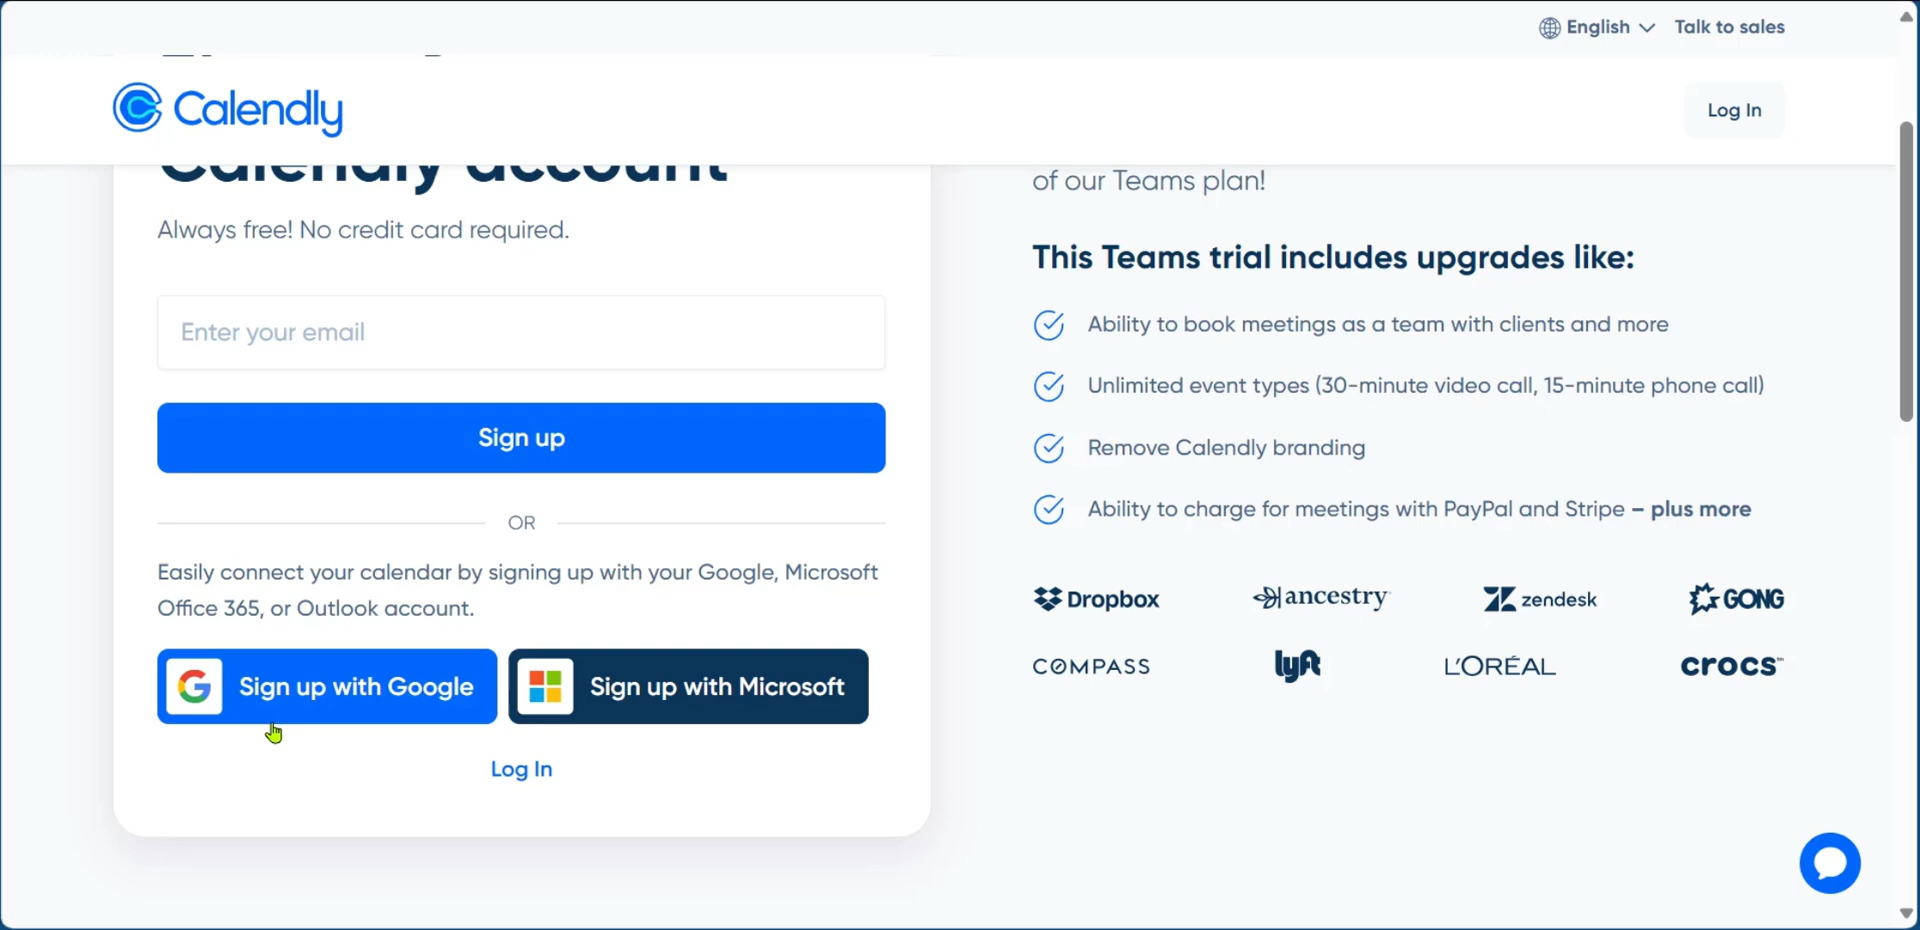 English
Talk to sales
Calendly
Log In
Calendly account
Always free! No credit card required.
Enter your email
Sign up
OR
Easily connect your calendar by signing up with your Google, Microsoft
Office 365, or Outlook account.
Sign up with Google
Sign up with Microsoft
Log In
of our Teams plan!
This Teams trial includes upgrades like:
Ability to book meetings as a team with clients and more
Unlimited event types (30-minute video call, 15-minute phone call)
Remove Calendly branding
Ability to charge for meetings with PayPal and Stripe – plus more
Dropbox
ancestry
zendesk
GONG
COMPASS
lyft
L'ORÉAL
crocs™